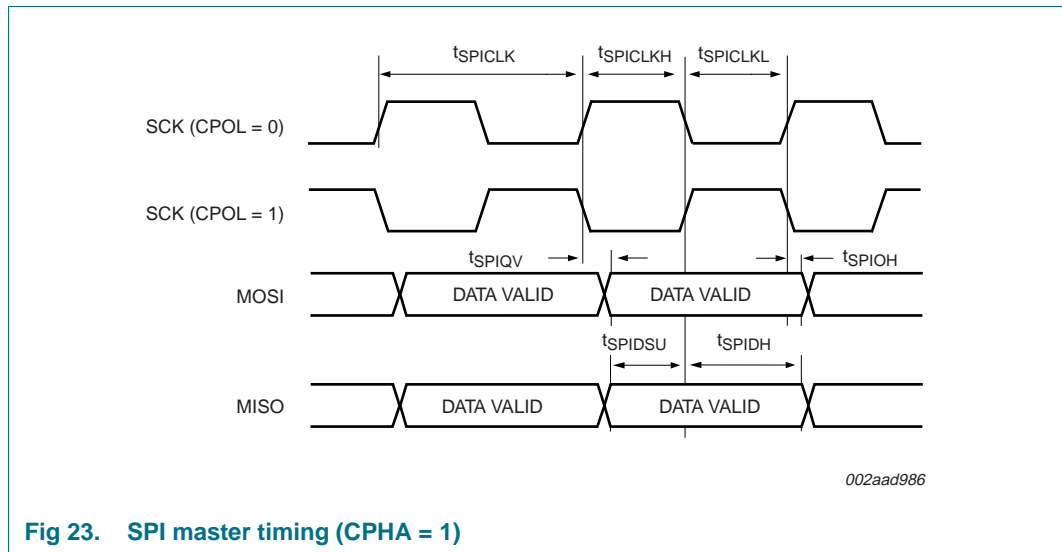 tSPICLK tSPICLKH tSPICLKL
SCK (CPOL = 0)
SCK (CPOL = 1)
tSPIQV tSPIOH
MOSI DATA VALID DATA VALID
tSPIDSU tSPIDH
MISO DATA VALID DATA VALID
002aad986
Fig 23. SPI master timing (CPHA = 1)